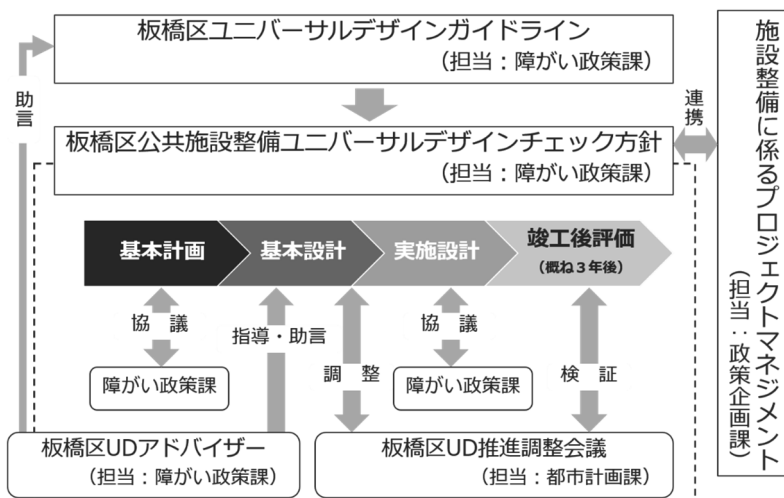 板橋区ユニバーサルデザインガイドライン
(担当：障がい政策課)
助言
板橋区公共施設整備ユニバーサルデザインチェック方針
(担当：障がい政策課)
連携
施設整備に係るプロジェクトマネジメント
(担当：政策企画課)
基本計画
基本設計
実施設計
竣工後評価
(概ね３年後)
協　議
指導・助言
調　整
協　議
検　証
障がい政策課
障がい政策課
板橋区UDアドバイザー
(担当：障がい政策課)
板橋区UD推進調整会議
(担当：都市計画課)